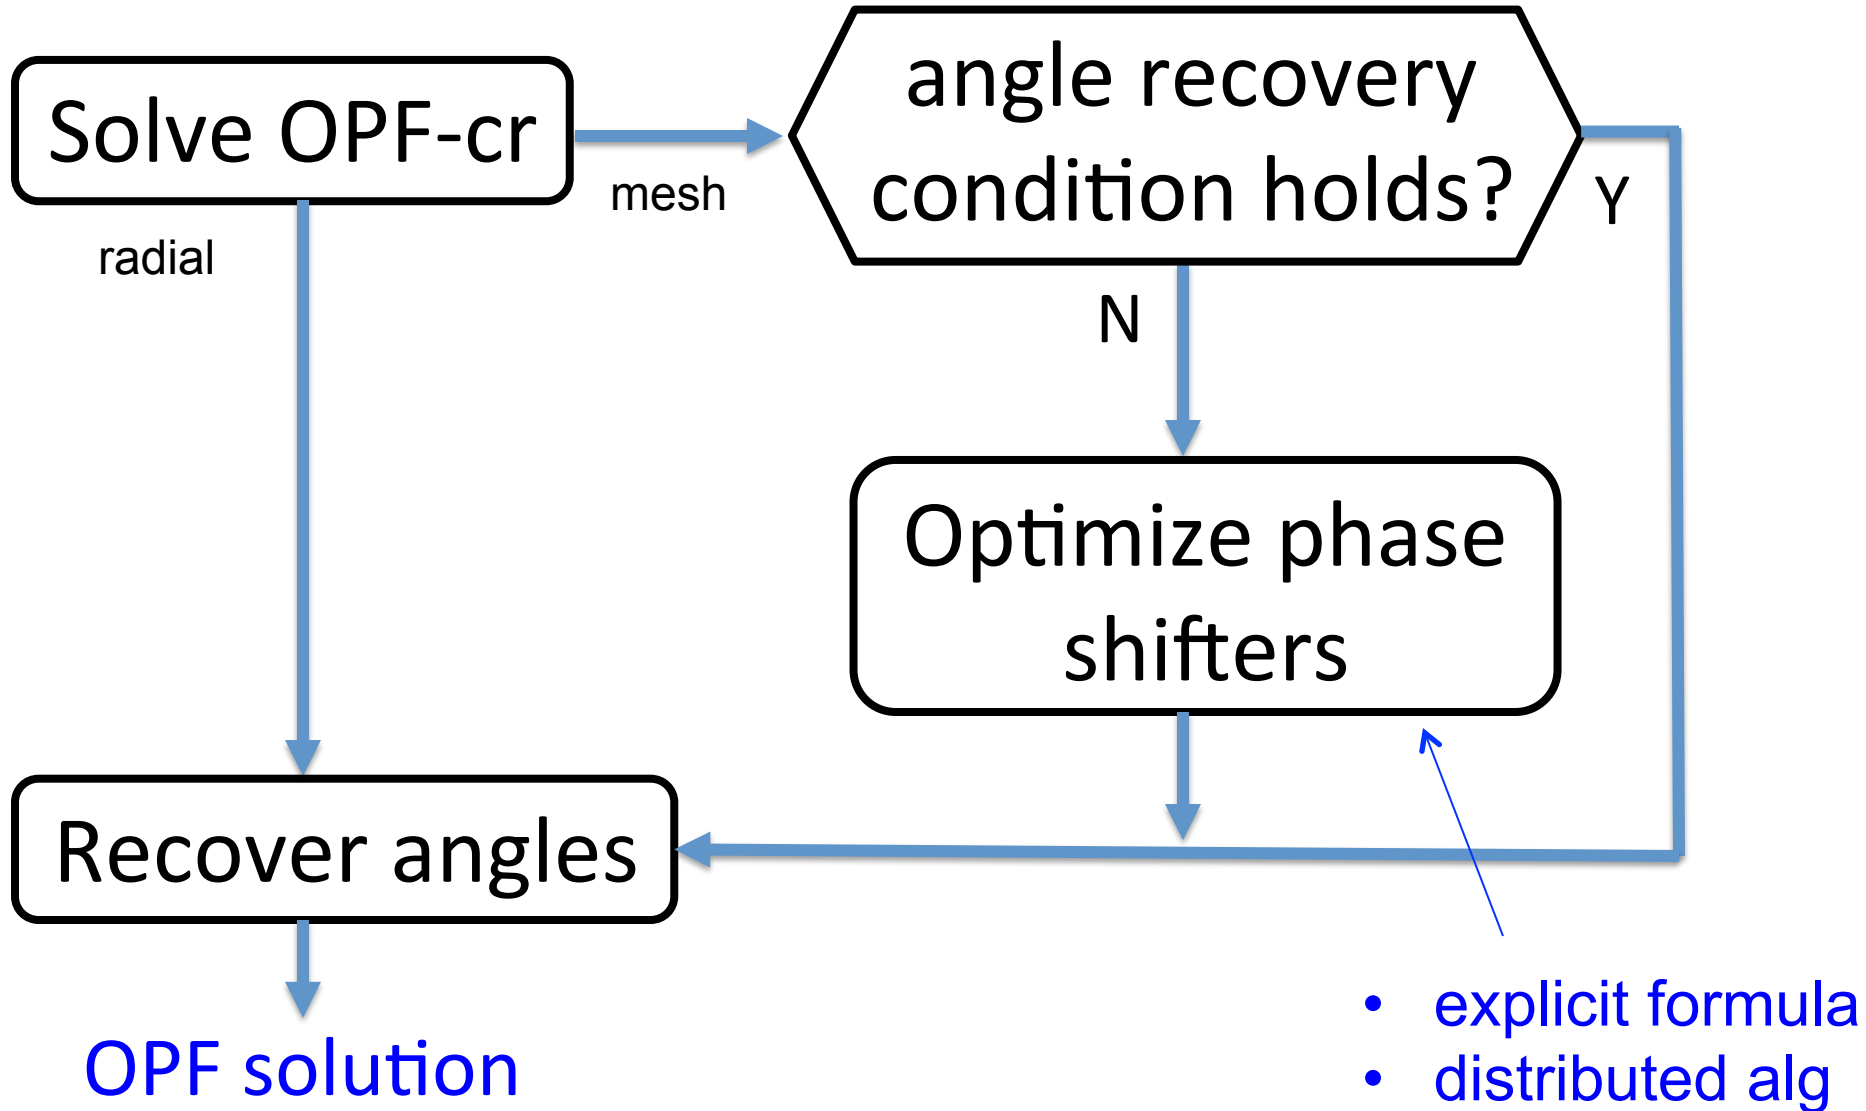 Solve OPF-cr
angle recovery
condition holds?
mesh
Y
radial
N
Optimize phase
shifters
Recover angles
OPF solution
• explicit formula
• distributed alg